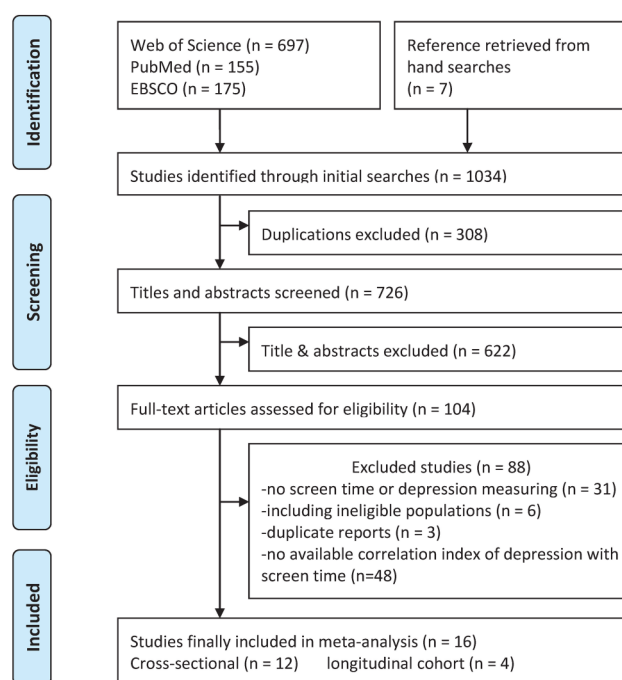 Identification
Web of Science (n = 697)
PubMed (n = 155)
EBSCO (n = 175)
Reference retrieved from
hand searches
(n = 7)
Studies identified through initial searches (n = 1034)
Screening
Duplications excluded (n = 308)
Titles and abstracts screened (n = 726)
Title & abstracts excluded (n = 622)
Full-text articles assessed for eligibility (n = 104)
Eligibility
Excluded studies (n = 88)
-no screen time or depression measuring (n = 31)
-including ineligible populations (n = 6)
-duplicate reports (n = 3)
-no available correlation index of depression with
screen time (n=48)
Included
Studies finally included in meta-analysis (n = 16)
Cross-sectional (n = 12) longitudinal cohort (n = 4)